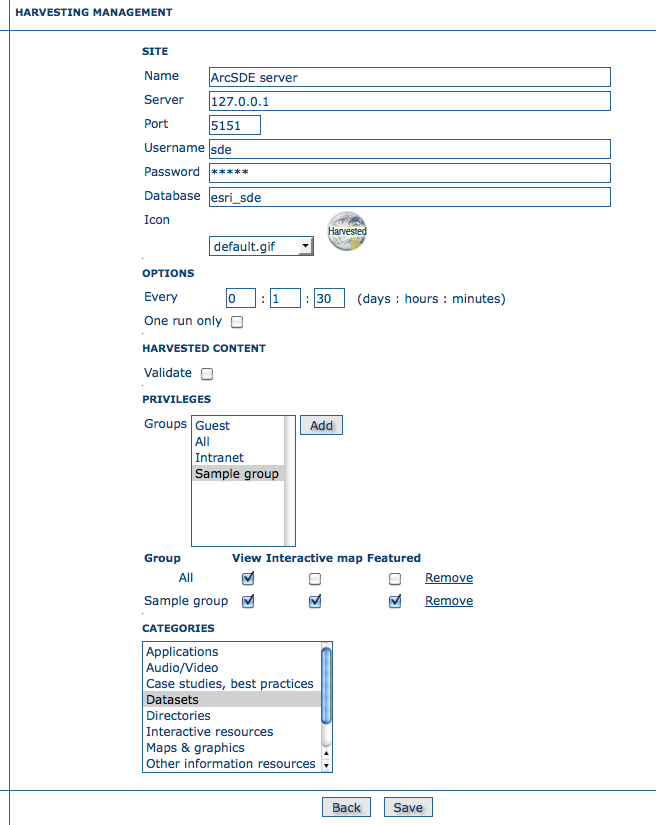 HARVESTING MANAGEMENT
SITE
Name ArcSDE server
Server 127.0.0.1
Port 5151
Username sde
Password *****
Database esri_sde
Icon
Harvested
default.gif
OPTIONS
Every 0 : 1 : 30 (days : hours : minutes)
One run only
HARVESTED CONTENT
Validate
PRIVILEGES
Groups Guest Add
All
Intranet
Sample group
Group View Interactive map Featured
All Remove
Sample group Remove
CATEGORIES
Applications
Audio/Video
Case studies, best practices
Datasets
Directories
Interactive resources
Maps & graphics
Other information resources
Back Save